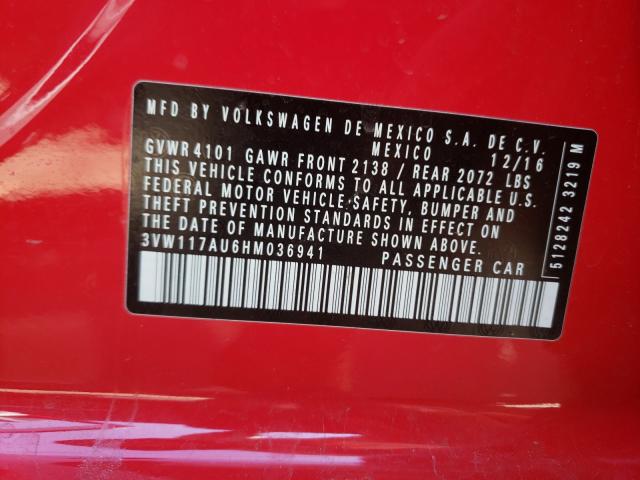 MFD BY VOLKSWAGEN DE MEXICO S.A. DE C.V.
MEXICO 12/16
GVWR 4101 GAWR FRONT 2138 / REAR 2072 LBS
THIS VEHICLE CONFORMS TO ALL APPLICABLE U.S.
FEDERAL MOTOR VEHICLE SAFETY, BUMPER AND
THEFT PREVENTION STANDARDS IN EFFECT ON
THE DATE OF MANUFACTURE SHOWN ABOVE.
3VW117AU6HM036941 PASSENGER CAR
5128242 3219 M